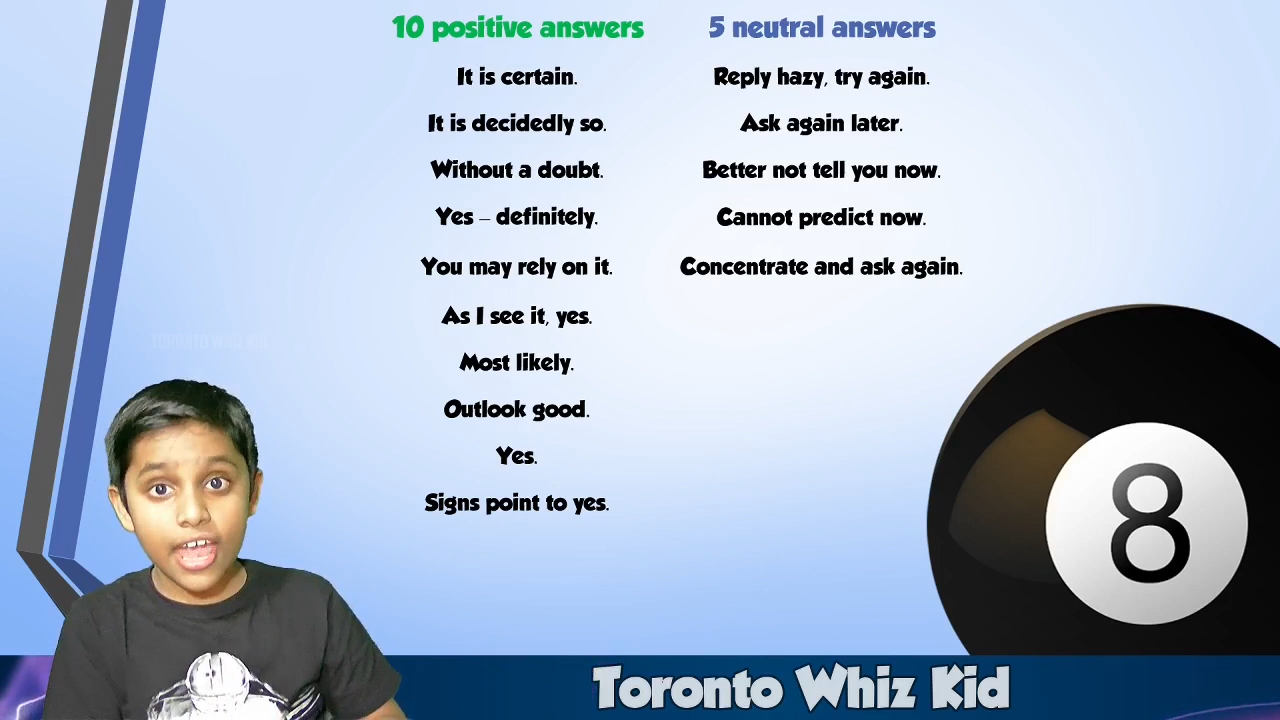 10 positive answers
It is certain.
It is decidedly so.
Without a doubt.
Yes – definitely.
You may rely on it.
As I see it, yes.
Most likely.
Outlook good.
Yes.
Signs point to yes.
5 neutral answers
Reply hazy, try again.
Ask again later.
Better not tell you now.
Cannot predict now.
Concentrate and ask again.
TORONTO WHIZ KID
8
Toronto Whiz Kid